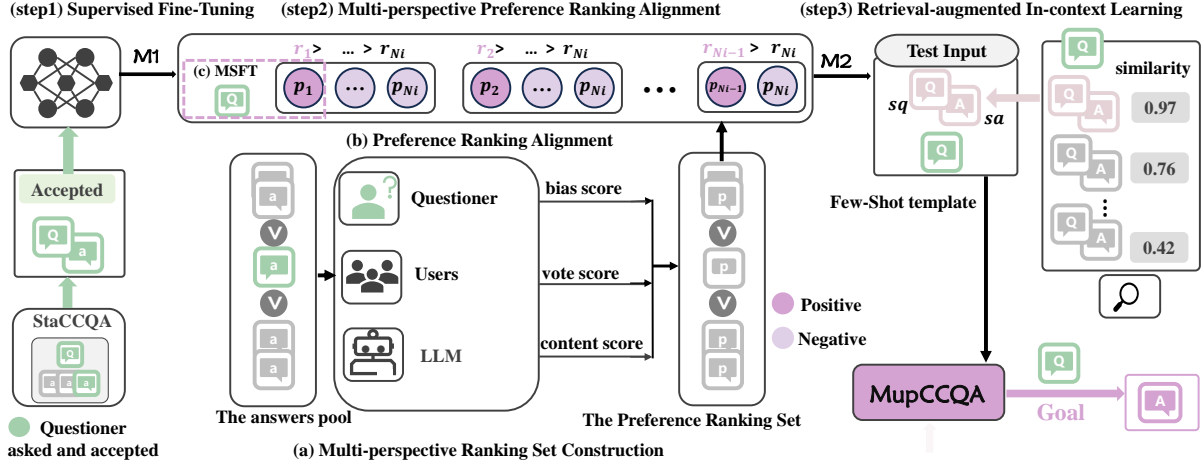 (step1) Supervised Fine-Tuning
(step2) Multi-perspective Preference Ranking Alignment
(step3) Retrieval-augmented In-context Learning
M1
r1 > ... > rNi
r2 > ... > rNi
rNi−1 > rNi
(c) MSFT
Q
p1 ... pNi
p2 ... pNi
...
pNi−1 pNi
M2
Test Input
Q
A
sq
sa
Q
Q
similarity
Q
A
0.97
Q
A
0.76
Q
A
0.42
(b) Preference Ranking Alignment
Accepted
Q
a
StaCCQA
Q
a a a
Questioner
asked and accepted
a
a
a
a
The answers pool
Questioner
Users
LLM
bias score
vote score
content score
p
p
p
p
The Preference Ranking Set
(a) Multi-perspective Ranking Set Construction
Positive
Negative
Few-Shot template
MupCCQA
Q
Goal
A